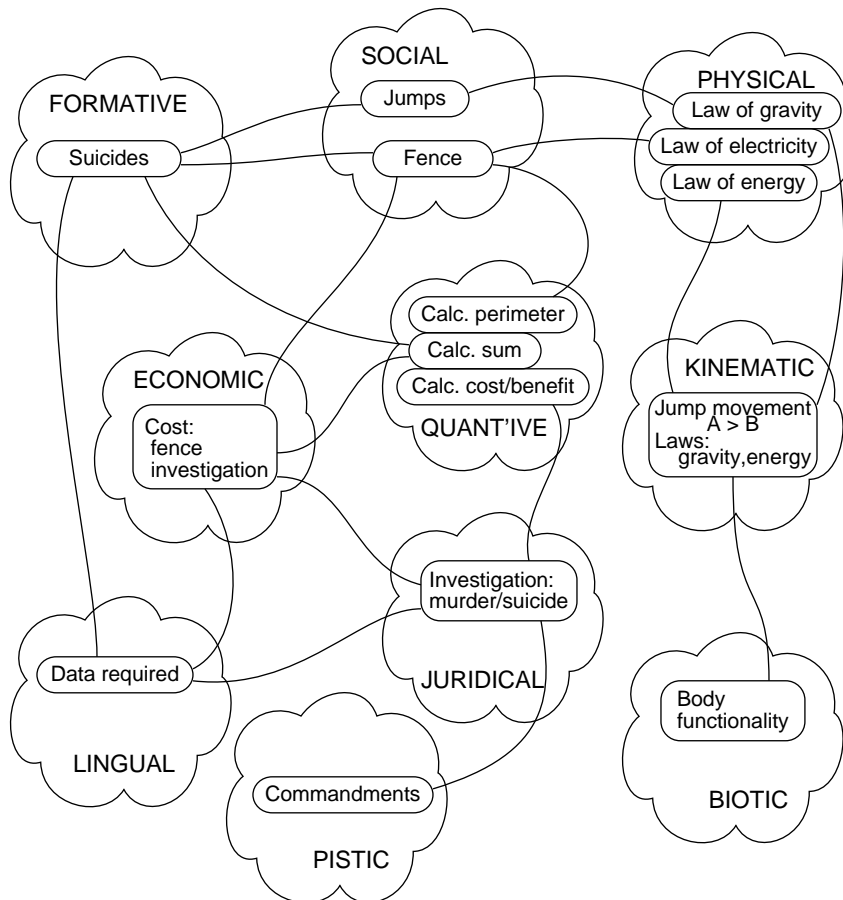 SOCIAL
Jumps
Fence
FORMATIVE
Suicides
PHYSICAL
Law of gravity
Law of electricity
Law of energy
Calc. perimeter
Calc. sum
Calc. cost/benefit
QUANT'IVE
ECONOMIC
Cost:
fence
investigation
KINEMATIC
Jump movement
A > B
Laws:
gravity,energy
Investigation:
murder/suicide
JURIDICAL
Data required
LINGUAL
Body
functionality
BIOTIC
Commandments
PISTIC